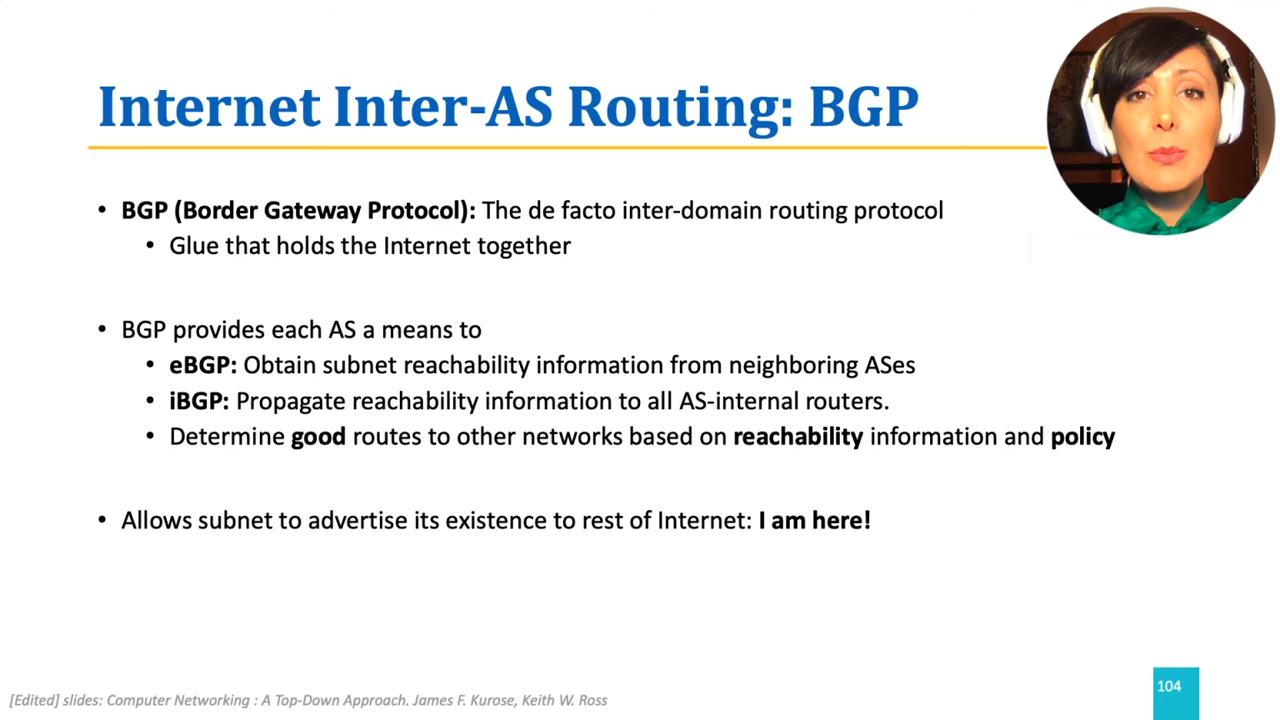 Internet Inter-AS Routing: BGP
• BGP (Border Gateway Protocol): The de facto inter-domain routing protocol
• Glue that holds the Internet together
• BGP provides each AS a means to
• eBGP: Obtain subnet reachability information from neighboring ASes
• iBGP: Propagate reachability information to all AS-internal routers.
• Determine good routes to other networks based on reachability information and policy
• Allows subnet to advertise its existence to rest of Internet: I am here!
[Edited] slides: Computer Networking : A Top-Down Approach. James F. Kurose, Keith W. Ross
104